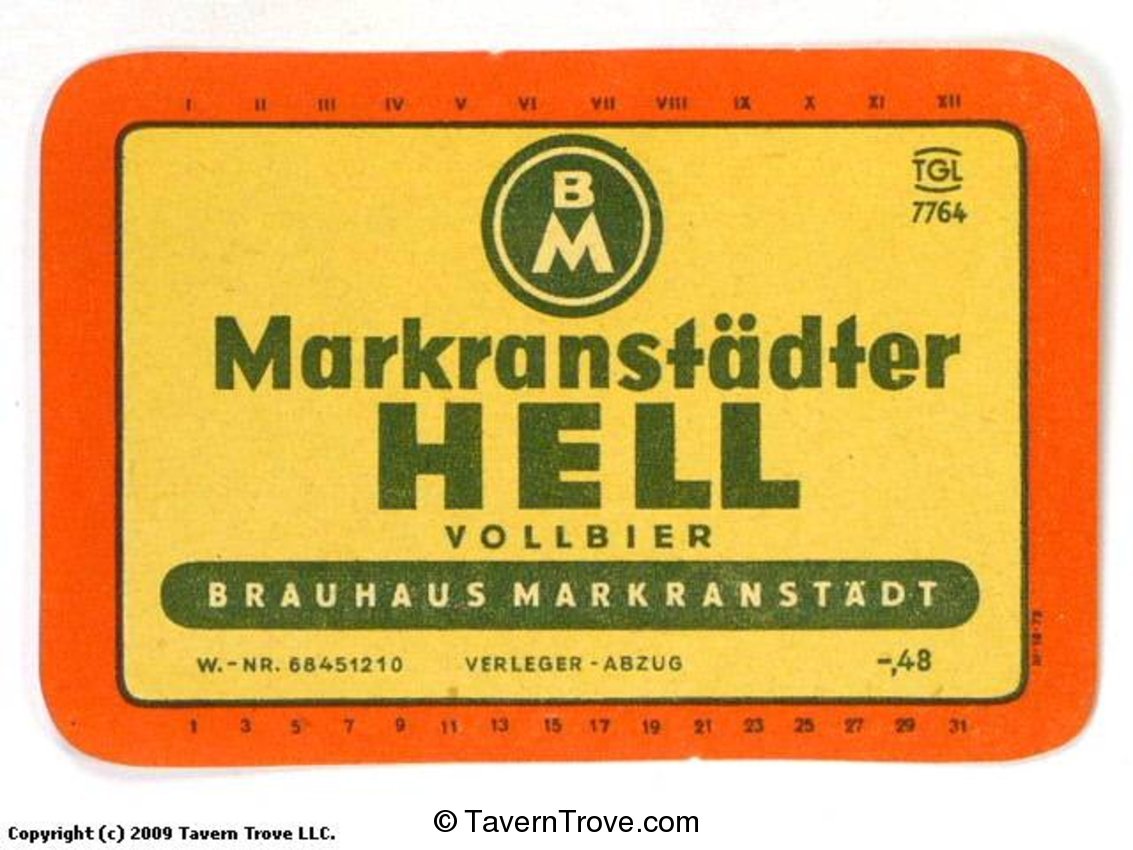 I II III IV V VI VII VIII IX X XI XII
B
M
TGL
7764
Markranstädter
HELL
VOLLBIER
BRAUHAUS MARKRANSTÄDT
W.-NR. 68451210 VERLEGER-ABZUG -,48
1 3 5 7 9 11 13 15 17 19 21 23 25 27 29 31
© TavernTrove.com
Copyright (c) 2009 Tavern Trove LLC.